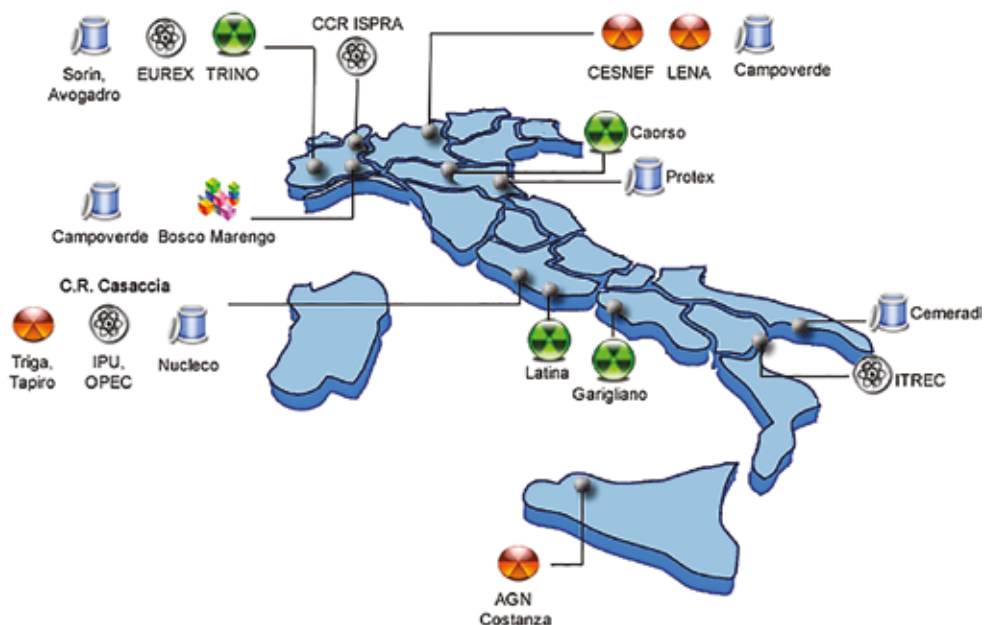 CCR ISPRA
Sorin,
Avogadro
EUREX
TRINO
CESNEF
LENA
Campoverde
Caorso
Protex
Campoverde
Bosco Marengo
C.R. Casaccia
Triga,
Tapiro
IPU,
OPEC
Nucleco
Latina
Garigliano
Cemeradl
ITREC
AGN
Costanza